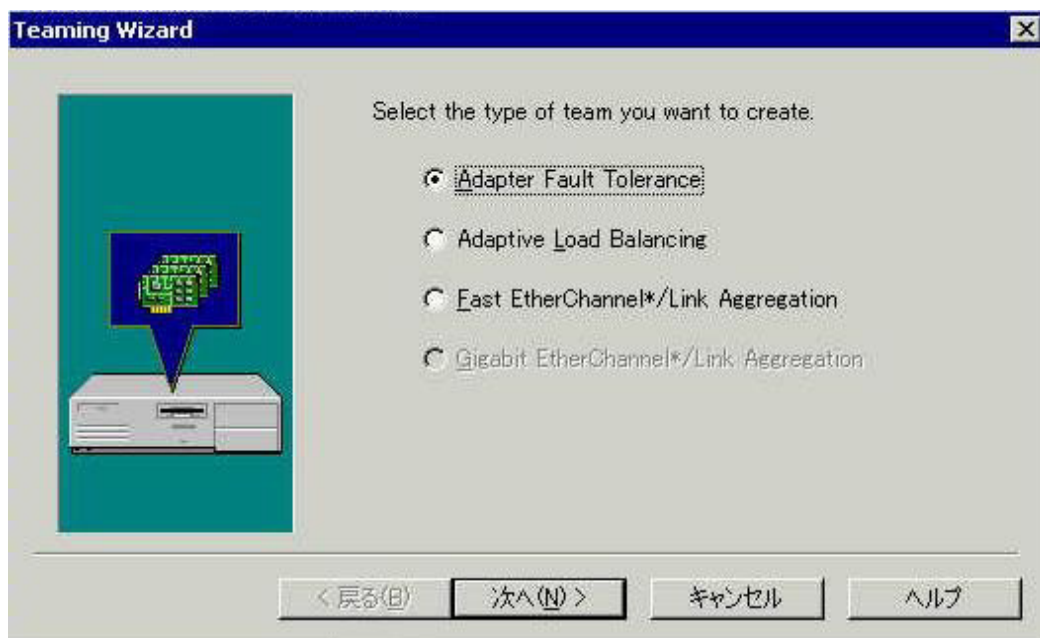 Teaming Wizard
Select the type of team you want to create.
Adapter Fault Tolerance
Adaptive Load Balancing
Fast EtherChannel*/Link Aggregation
Gigabit EtherChannel*/Link Aggregation
< 戻る(B) 次へ(N) > キャンセル ヘルプ